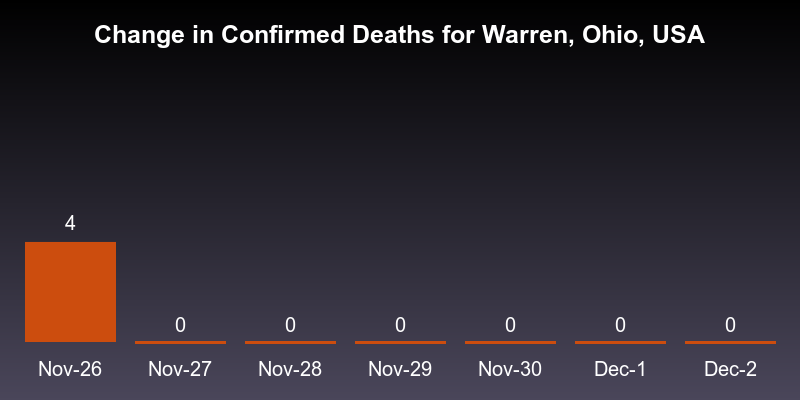 Change in Confirmed Deaths for Warren, Ohio, USA
4
0 0 0 0 0 0
Nov-26 Nov-27 Nov-28 Nov-29 Nov-30 Dec-1 Dec-2